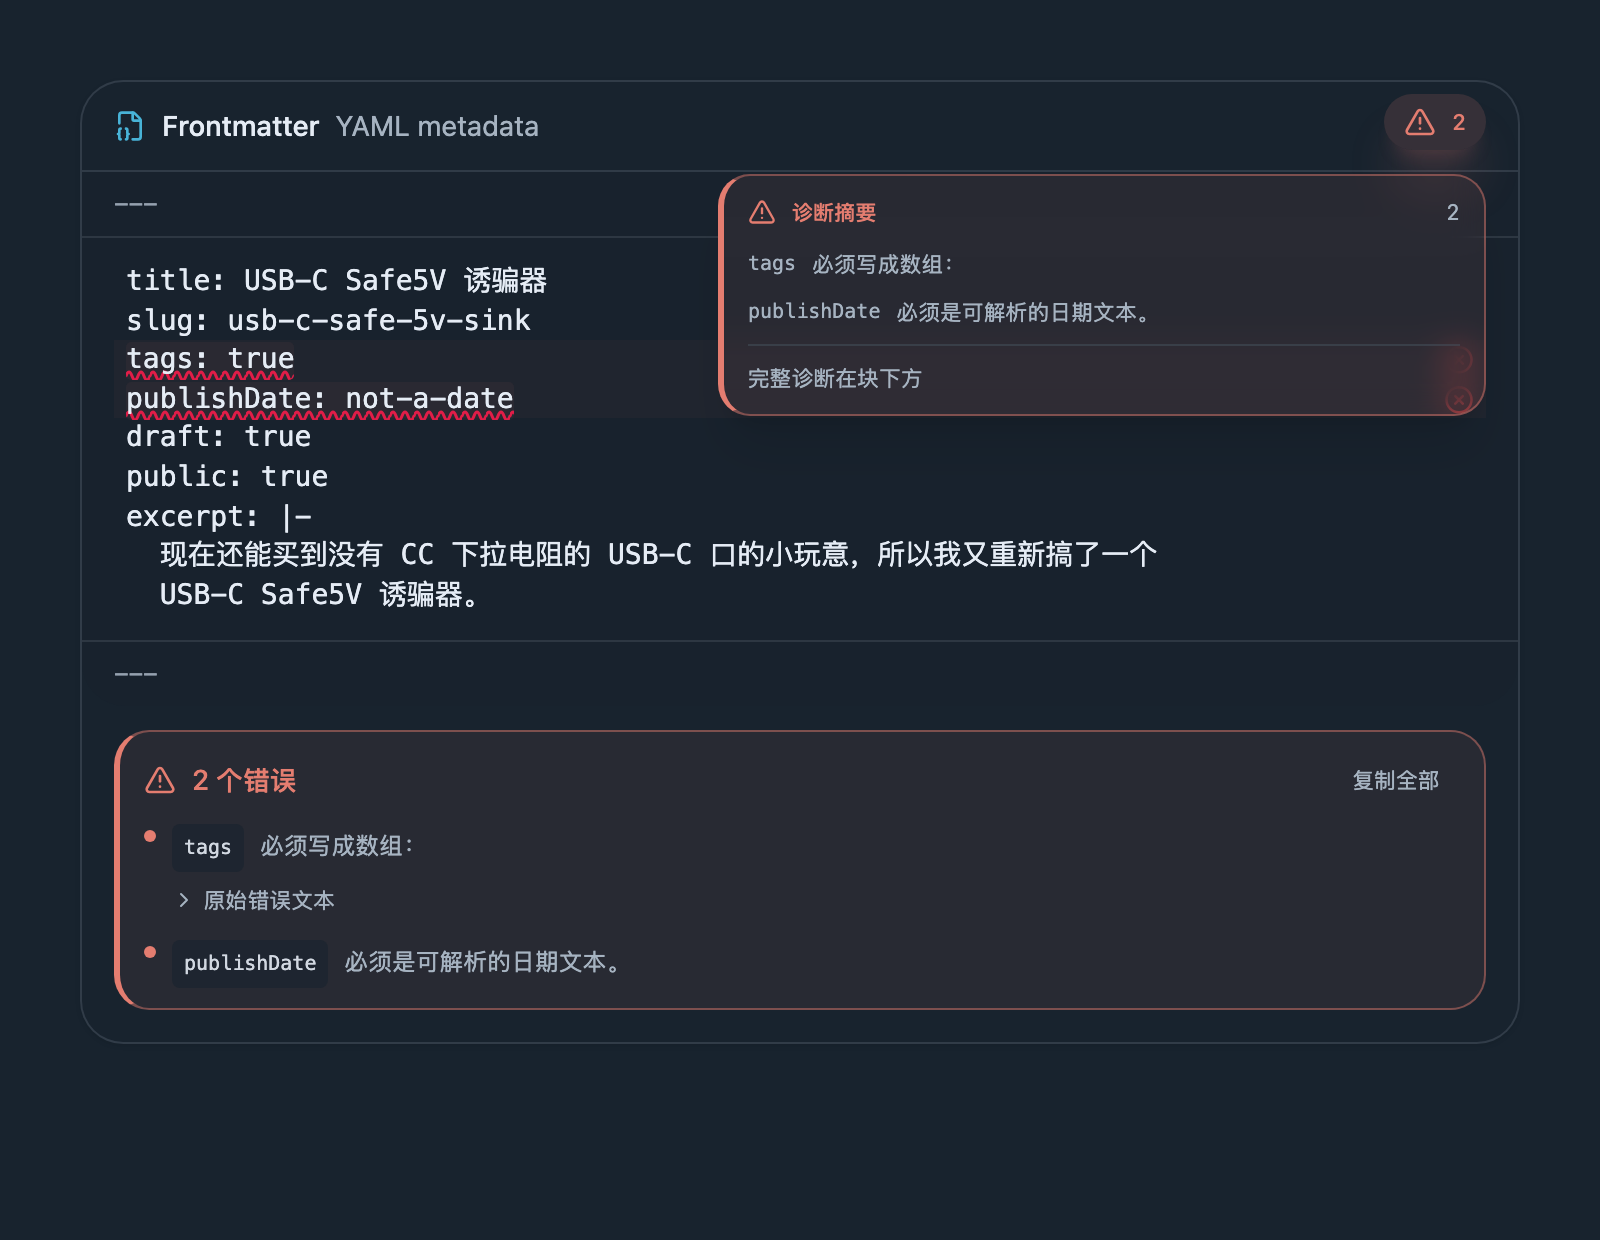 Frontmatter YAML metadata
2
---
诊断摘要 2
tags 必须写成数组：
publishDate 必须是可解析的日期文本。
完整诊断在块下方
title: USB-C Safe5V 诱骗器
slug: usb-c-safe-5v-sink
tags: true
publishDate: not-a-date
draft: true
public: true
excerpt: |-
现在还能买到没有 CC 下拉电阻的 USB-C 口的小玩意，所以我又重新搞了一个
USB-C Safe5V 诱骗器。
---
2 个错误 复制全部
tags 必须写成数组：
原始错误文本
publishDate 必须是可解析的日期文本。